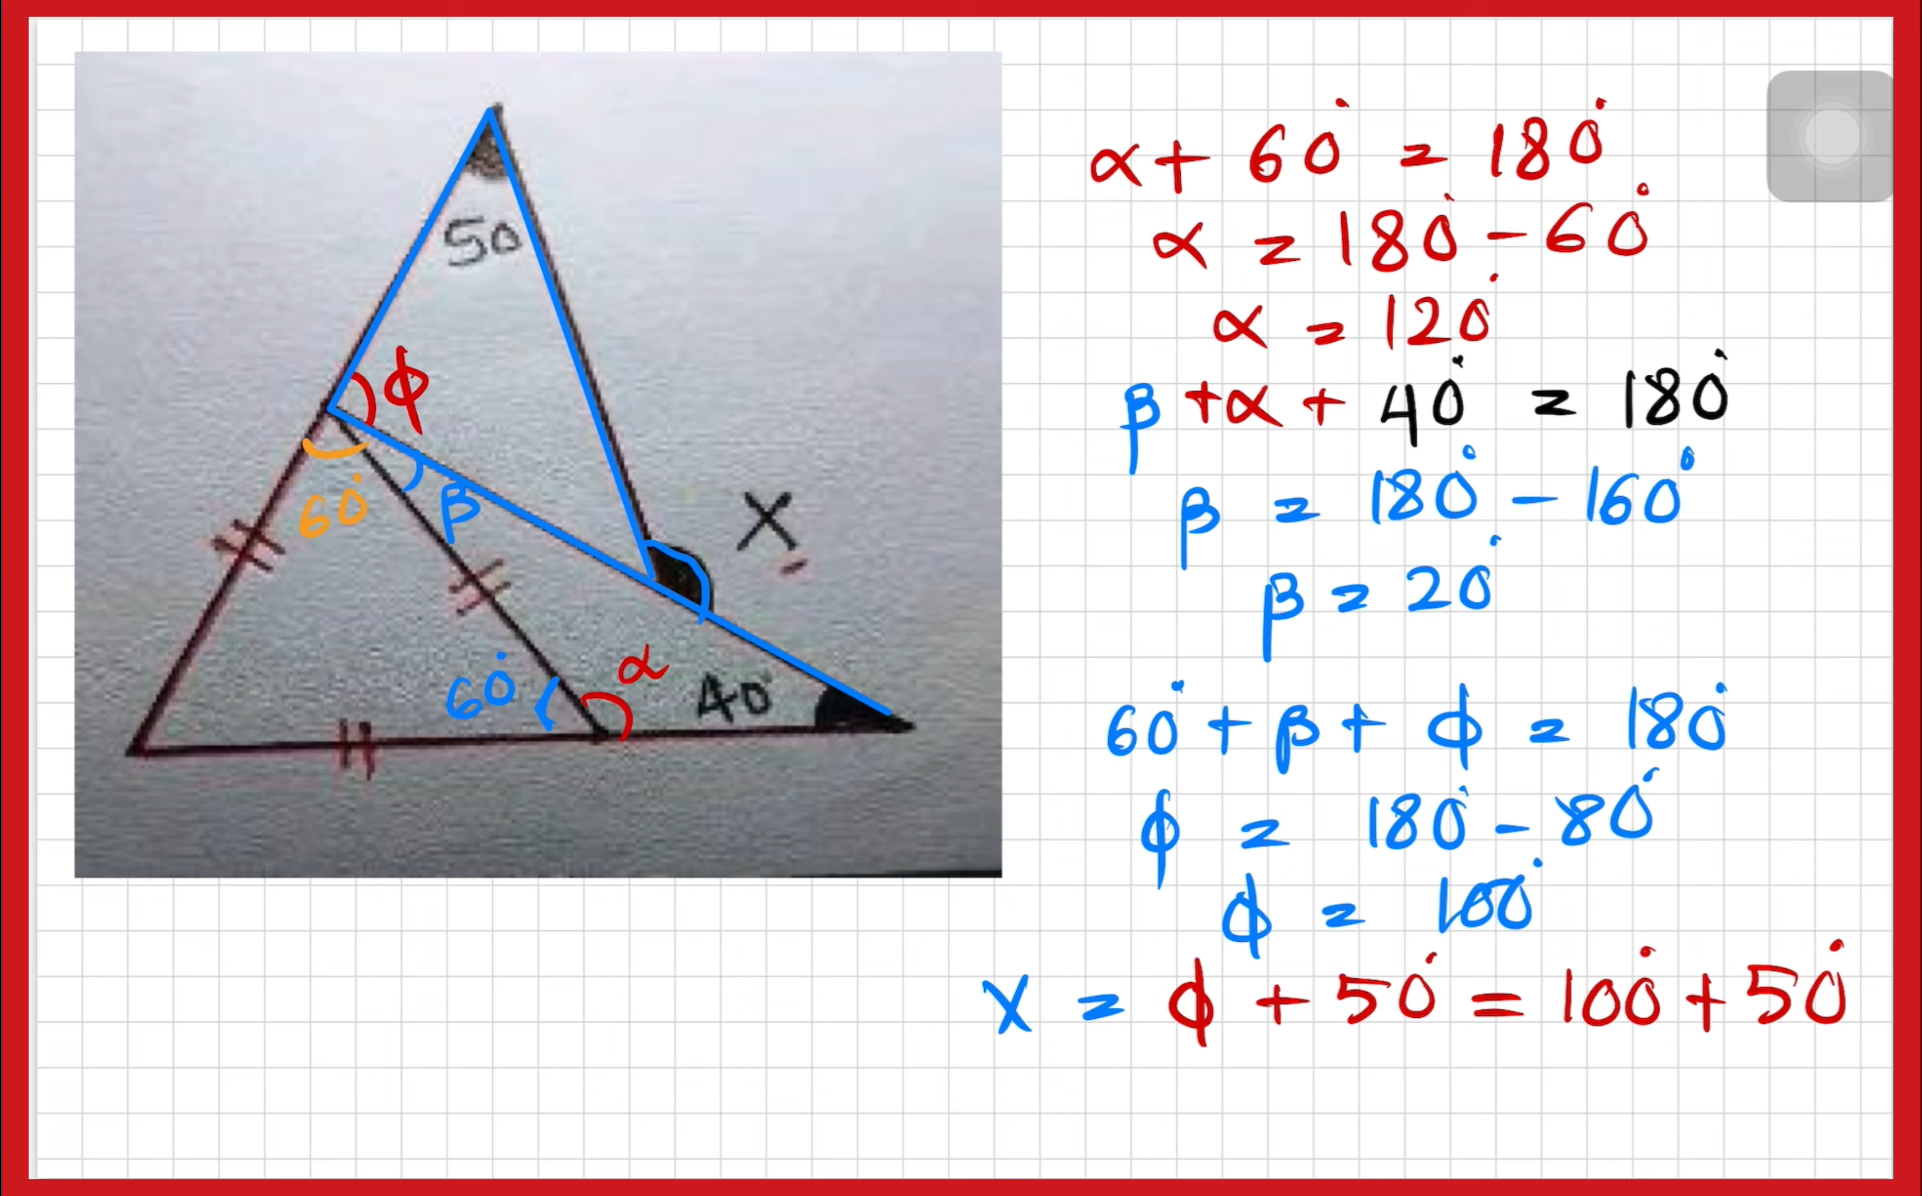 50
ϕ
60°
β
X
60°
α
40°
α + 60° = 180°
α = 180° - 60°
α = 120°
β + α + 40° = 180°
β = 180° - 160°
β = 20°
60° + β + ϕ = 180°
ϕ = 180° - 80°
ϕ = 100°
X = ϕ + 50° = 100° + 50°